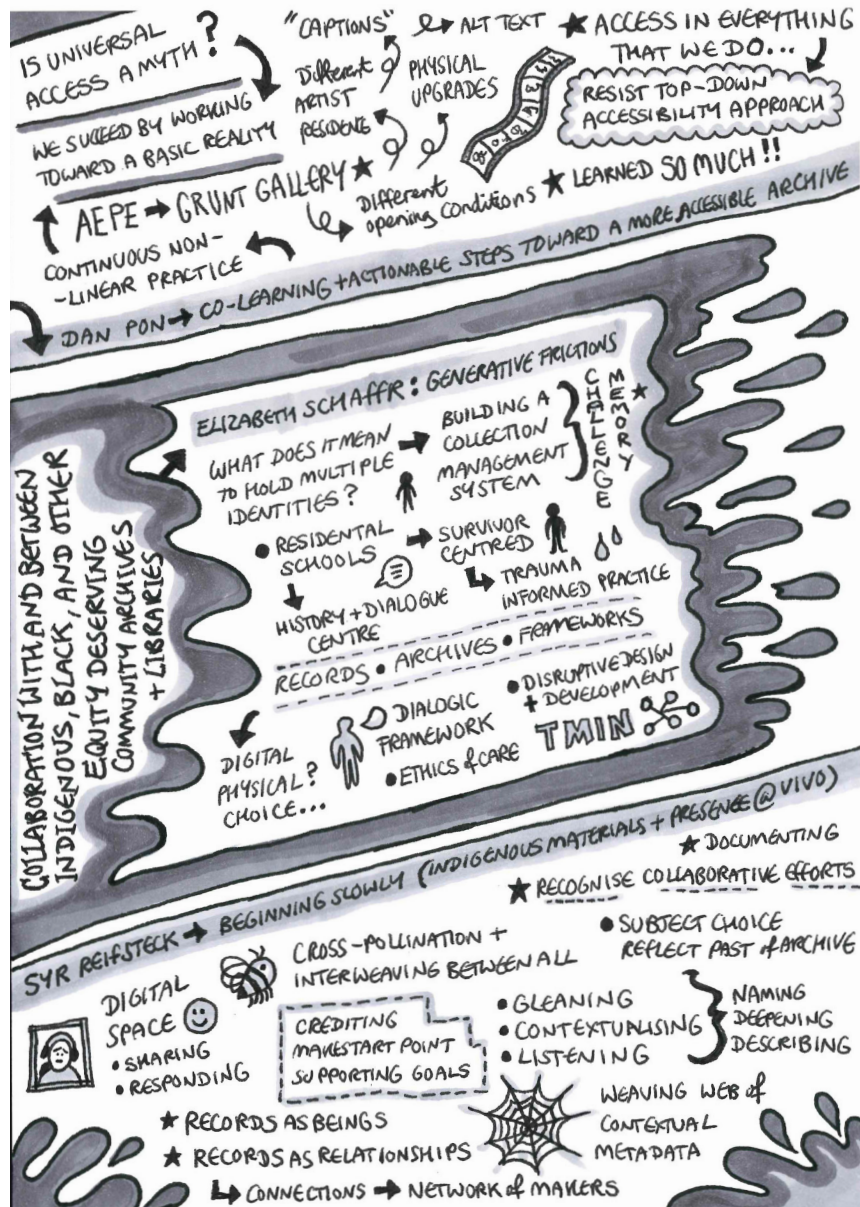 IS UNIVERSAL
ACCESS A MYTH?
WE SUCCEED BY WORKING
TOWARD A BASIC REALITY
AEPE → GRUNT GALLERY ★
CONTINUOUS NON-
-LINEAR PRACTICE
"CAPTIONS"
ALT TEXT
Different
ARTIST
RESIDENCE
PHYSICAL
UPGRADES
Different
opening Conditions
★ ACCESS IN EVERYTHING
THAT WE DO...
RESIST TOP-DOWN
ACCESSIBILITY APPROACH
★ LEARNED SO MUCH!!
DAN PON → CO-LEARNING + ACTIONABLE STEPS TOWARD A MORE ACCESSIBLE ARCHIVE
COLLABORATION WITH AND BETWEEN
INDIGENOUS, BLACK, AND OTHER
EQUITY DESERVING
COMMUNITY ARCHIVES
+ LIBRARIES
ELIZABETH SCHAFFR: GENERATIVE FRICTIONS
WHAT DOES IT MEAN
TO HOLD MULTIPLE
IDENTITIES?
→ BUILDING A
COLLECTION
MANAGEMENT
SYSTEM
CHALLENGE
MEMORY ★
• RESIDENTAL
SCHOOLS
→ SURVIVOR
CENTRED
TRAUMA
INFORMED PRACTICE
HISTORY + DIALOGUE
CENTRE
RECORDS • ARCHIVES • FRAMEWORKS
DIGITAL
PHYSICAL?
CHOICE...
DIALOGIC
FRAMEWORK
• ETHICS of CARE
• DISRUPTIVE DESIGN
+ DEVELOPMENT
TMIN
SYR REIFSTECK → BEGINNING SLOWLY (INDIGENOUS MATERIALS + PRESENCE @ VIVO)
★ DOCUMENTING
★ RECOGNISE COLLABORATIVE EFFORTS
• SUBJECT CHOICE
REFLECT PAST of ARCHIVE
CROSS-POLLINATION +
INTERWEAVING BETWEEN ALL
DIGITAL
SPACE
• SHARING
• RESPONDING
CREDITING
MAKESTART POINT
SUPPORTING GOALS
• GLEANING
• CONTEXTUALISING
• LISTENING
NAMING
DEEPENING
DESCRIBING
WEAVING WEB of
CONTEXTUAL
METADATA
★ RECORDS AS BEINGS
★ RECORDS AS RELATIONSHIPS
CONNECTIONS → NETWORK of MAKERS